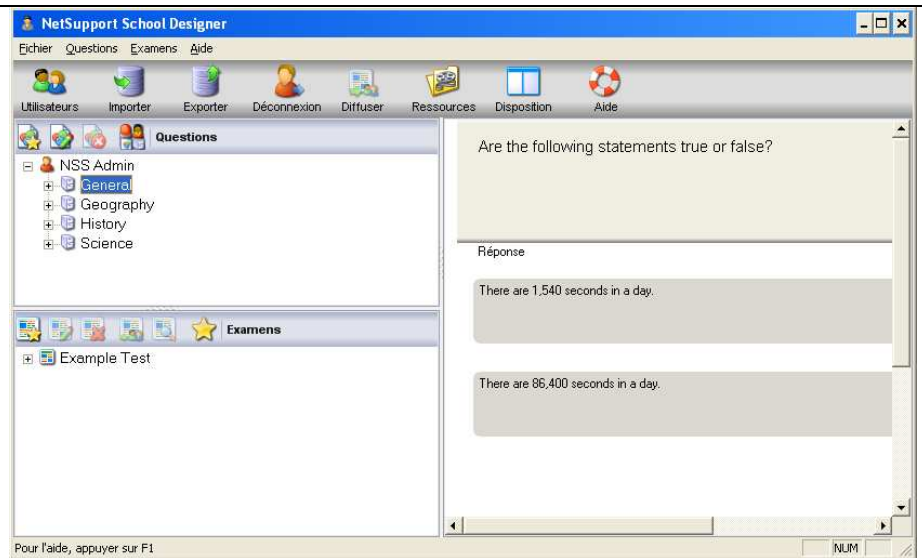 NetSupport School Designer
Fichier Questions Examens Aide
Utilisateurs Importer Exporter Déconnexion Diffuser Ressources Disposition Aide
Questions
NSS Admin
General
Geography
History
Science
Examens
Example Test
Are the following statements true or false?
Réponse
There are 1,540 seconds in a day.
There are 86,400 seconds in a day.
Pour l'aide, appuyer sur F1
NUM